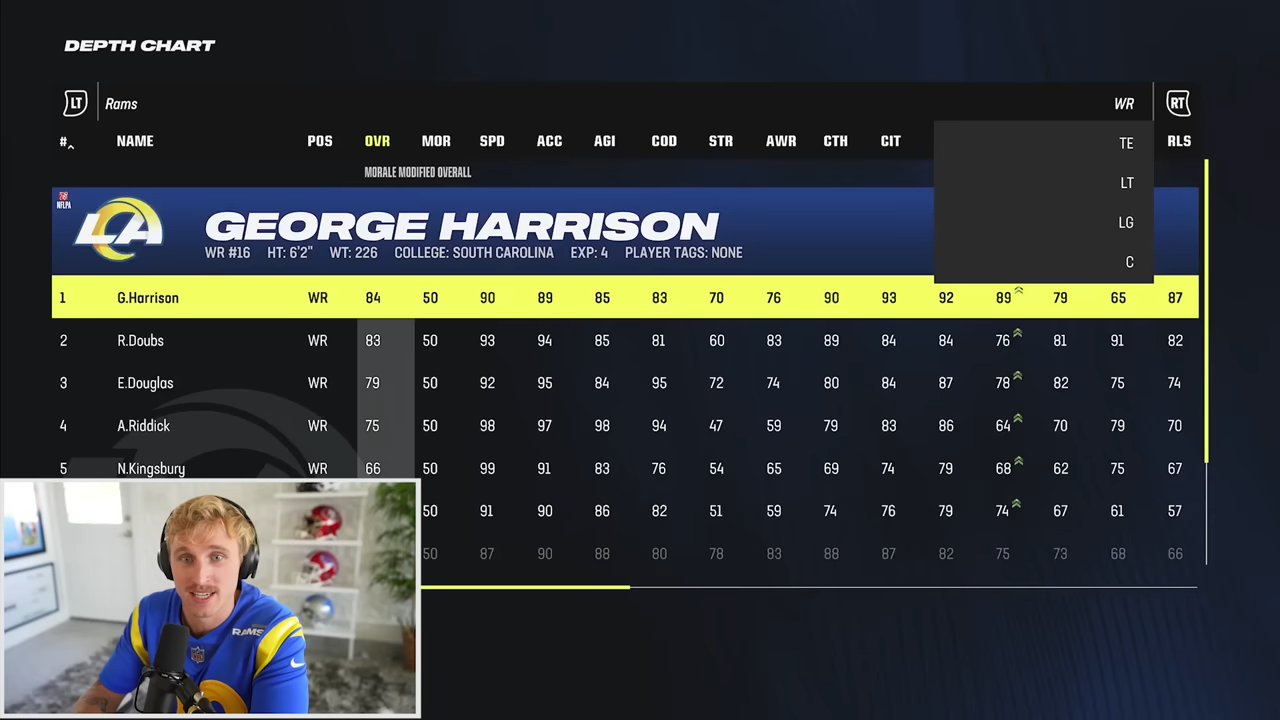 DEPTH CHART
LT Rams WR RT
# NAME POS OVR MOR SPD ACC AGI COD STR AWR CTH CIT RLS
TE
MORALE MODIFIED OVERALL
LT
NFLPA
LA
GEORGE HARRISON
LG
WR #16 HT: 6'2" WT: 226 COLLEGE: SOUTH CAROLINA EXP: 4 PLAYER TAGS: NONE
C
1 G.Harrison WR 84 50 90 89 85 83 70 76 90 93 92 89 79 65 87
2 R.Doubs WR 83 50 93 94 85 81 60 83 89 84 84 76 81 91 82
3 E.Douglas WR 79 50 92 95 84 95 72 74 80 84 87 78 82 75 74
4 A.Riddick WR 75 50 98 97 98 94 47 59 79 83 86 64 70 79 70
5 N.Kingsbury WR 66 50 99 91 83 76 54 65 69 74 79 68 62 75 67
50 91 90 86 82 51 59 74 76 79 74 67 61 57
50 87 90 88 80 78 83 88 87 82 75 73 68 66
RAMS